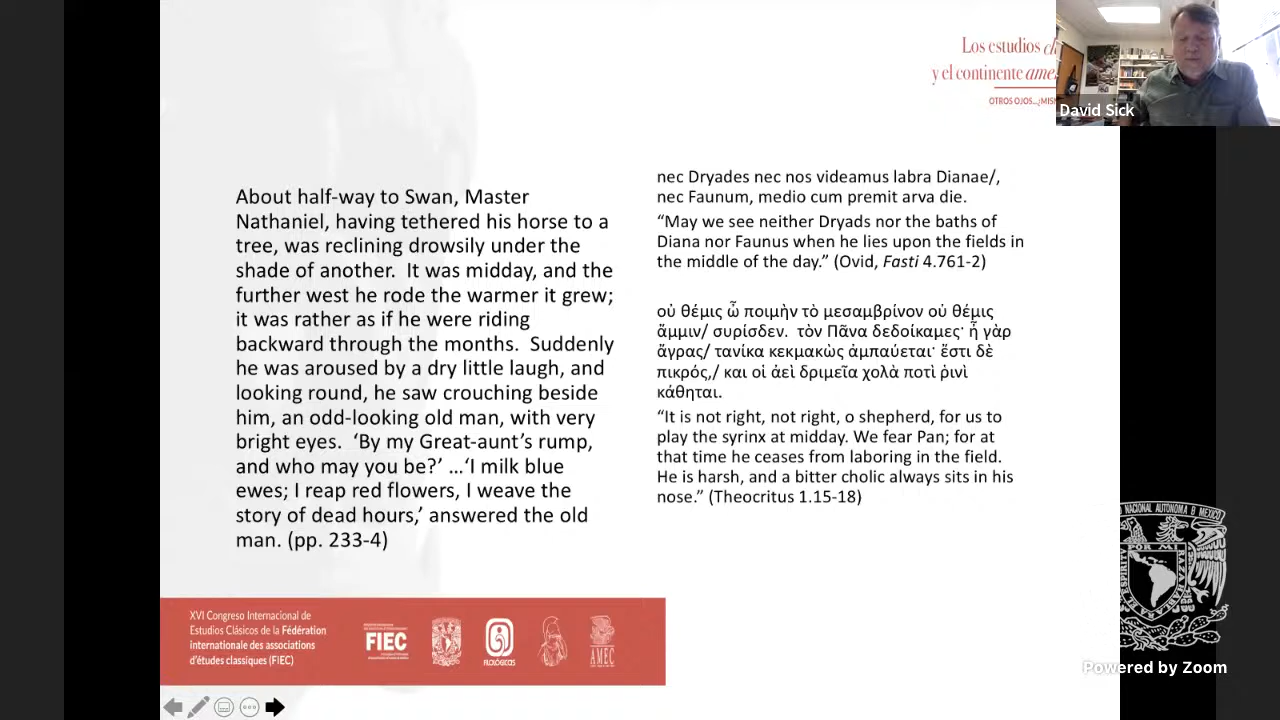 Los estudios
y el continente
OTROS OJOS...¿
David Sick
About half-way to Swan, Master
Nathaniel, having tethered his horse to a
tree, was reclining drowsily under the
shade of another. It was midday, and the
further west he rode the warmer it grew;
it was rather as if he were riding
backward through the months. Suddenly
he was aroused by a dry little laugh, and
looking round, he saw crouching beside
him, an odd-looking old man, with very
bright eyes. ‘By my Great-aunt’s rump,
and who may you be?’ …‘I milk blue
ewes; I reap red flowers, I weave the
story of dead hours,’ answered the old
man. (pp. 233-4)
nec Dryades nec nos videamus labra Dianae/,
nec Faunum, medio cum premit arva die.
“May we see neither Dryads nor the baths of
Diana nor Faunus when he lies upon the fields in
the middle of the day.” (Ovid, Fasti 4.761-2)
οὐ θέμις ὦ ποιμὴν τὸ μεσαμβρίνον οὐ θέμις
ἄμμιν/ συρίσδεν. τὸν Πᾶνα δεδοίκαμες· ἦ γὰρ
ἄγρας/ τανίκα κεκμακὼς ἀμπαύεται· ἔστι δὲ
πικρός,/ και οἱ ἀεὶ δριμεῖα χολὰ ποτὶ ῥινὶ
κάθηται.
“It is not right, not right, o shepherd, for us to
play the syrinx at midday. We fear Pan; for at
that time he ceases from laboring in the field.
He is harsh, and a bitter cholic always sits in his
nose.” (Theocritus 1.15-18)
XVI Congreso Internacional de
Estudios Clásicos de la Fédération
internationale des associations
d’études classiques (FIEC)
FIEC
FILOLÓGICAS
AMEC
NACIONAL AUTONOMA D MEXICO
POR MI RAZA
ESPIRITU
Powered by Zoom